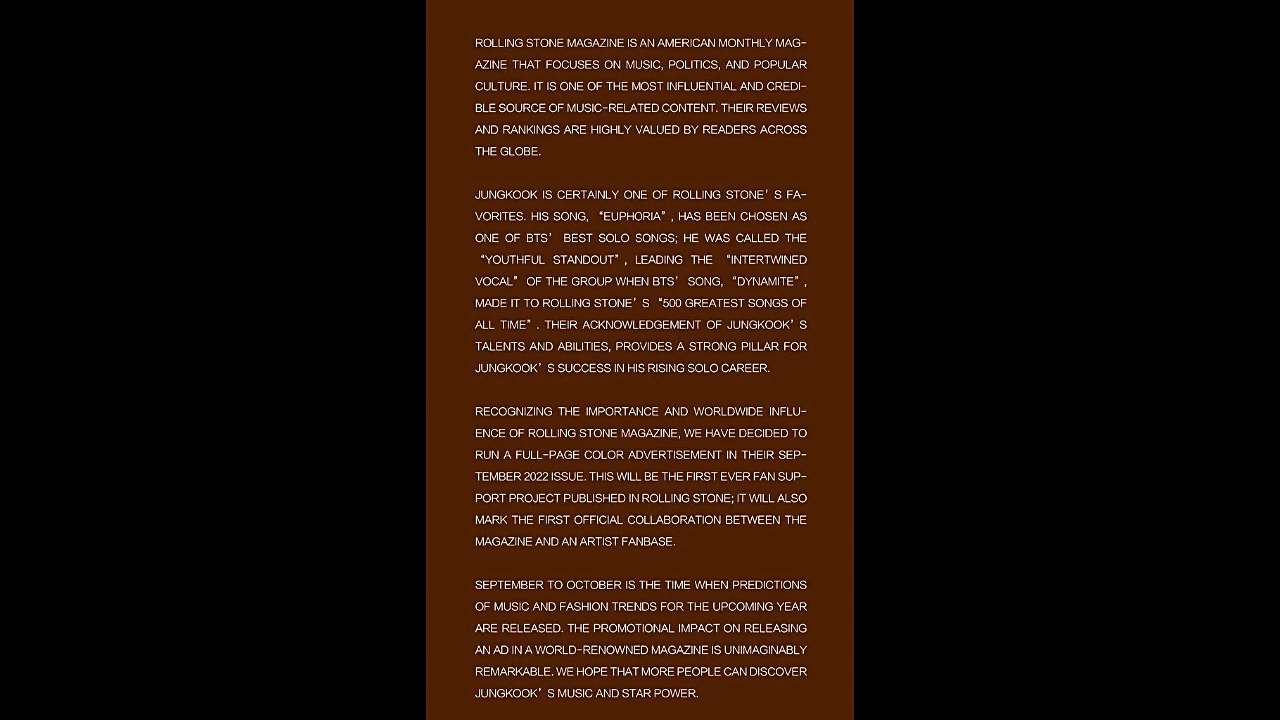 ROLLING STONE MAGAZINE IS AN AMERICAN MONTHLY MAG-
AZINE THAT FOCUSES ON MUSIC, POLITICS, AND POPULAR
CULTURE. IT IS ONE OF THE MOST INFLUENTIAL AND CREDI-
BLE SOURCE OF MUSIC-RELATED CONTENT. THEIR REVIEWS
AND RANKINGS ARE HIGHLY VALUED BY READERS ACROSS
THE GLOBE.
JUNGKOOK IS CERTAINLY ONE OF ROLLING STONE’S FA-
VORITES. HIS SONG, “EUPHORIA”, HAS BEEN CHOSEN AS
ONE OF BTS’ BEST SOLO SONGS; HE WAS CALLED THE
“YOUTHFUL STANDOUT”, LEADING THE “INTERTWINED
VOCAL” OF THE GROUP WHEN BTS’ SONG, “DYNAMITE”,
MADE IT TO ROLLING STONE’S “500 GREATEST SONGS OF
ALL TIME”. THEIR ACKNOWLEDGEMENT OF JUNGKOOK’S
TALENTS AND ABILITIES, PROVIDES A STRONG PILLAR FOR
JUNGKOOK’S SUCCESS IN HIS RISING SOLO CAREER.
RECOGNIZING THE IMPORTANCE AND WORLDWIDE INFLU-
ENCE OF ROLLING STONE MAGAZINE, WE HAVE DECIDED TO
RUN A FULL-PAGE COLOR ADVERTISEMENT IN THEIR SEP-
TEMBER 2022 ISSUE. THIS WILL BE THE FIRST EVER FAN SUP-
PORT PROJECT PUBLISHED IN ROLLING STONE; IT WILL ALSO
MARK THE FIRST OFFICIAL COLLABORATION BETWEEN THE
MAGAZINE AND AN ARTIST FANBASE.
SEPTEMBER TO OCTOBER IS THE TIME WHEN PREDICTIONS
OF MUSIC AND FASHION TRENDS FOR THE UPCOMING YEAR
ARE RELEASED. THE PROMOTIONAL IMPACT ON RELEASING
AN AD IN A WORLD-RENOWNED MAGAZINE IS UNIMAGINABLY
REMARKABLE. WE HOPE THAT MORE PEOPLE CAN DISCOVER
JUNGKOOK’S MUSIC AND STAR POWER.